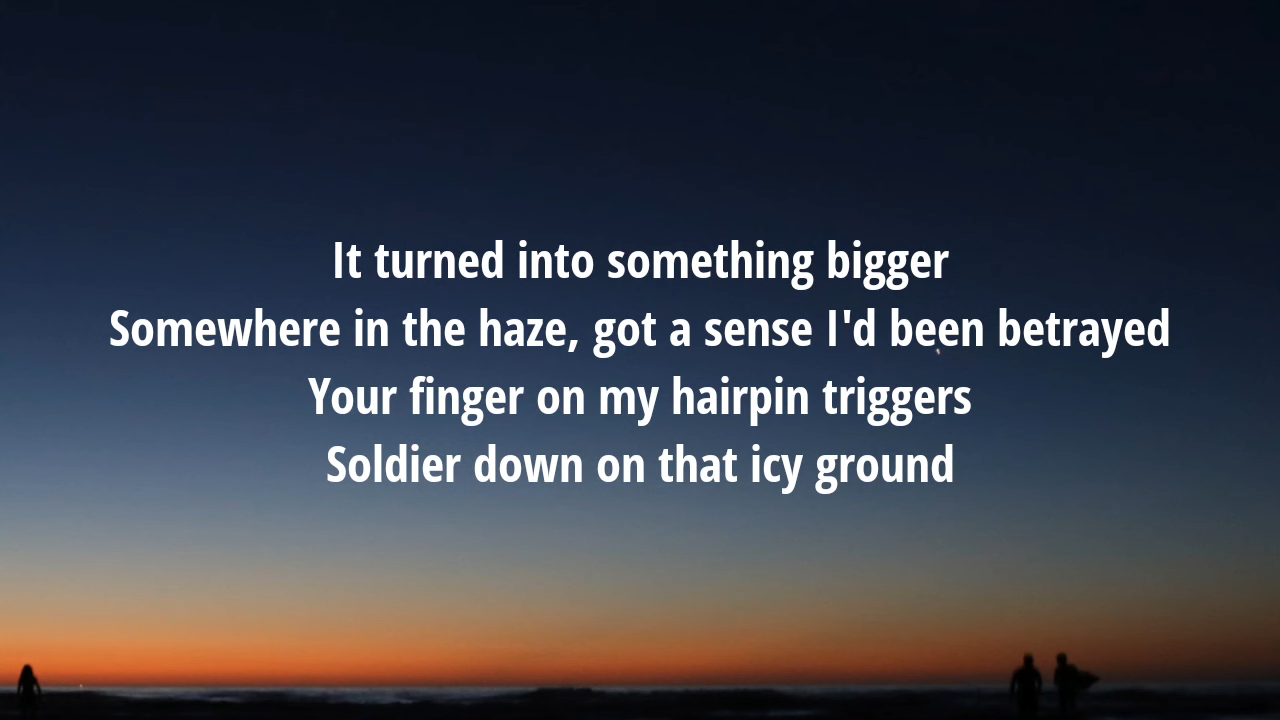 It turned into something bigger
Somewhere in the haze, got a sense I'd been betrayed
Your finger on my hairpin triggers
Soldier down on that icy ground